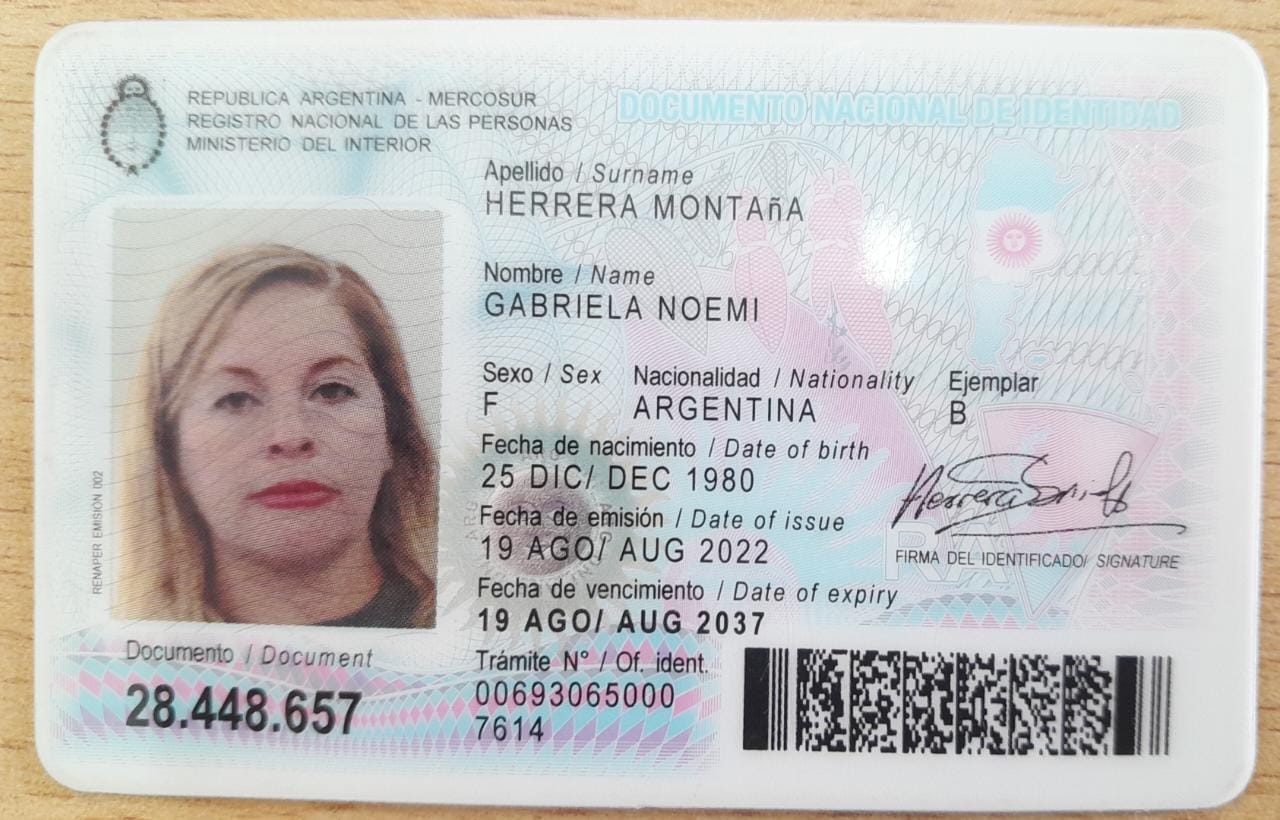 REPUBLICA ARGENTINA - MERCOSUR
REGISTRO NACIONAL DE LAS PERSONAS
MINISTERIO DEL INTERIOR
DOCUMENTO NACIONAL DE IDENTIDAD
Apellido / Surname
HERRERA MONTAñA
Nombre / Name
GABRIELA NOEMI
Sexo / Sex Nacionalidad / Nationality Ejemplar
F ARGENTINA B
Fecha de nacimiento / Date of birth
25 DIC/ DEC 1980
Fecha de emisión / Date of issue
19 AGO/ AUG 2022
FIRMA DEL IDENTIFICADO/ SIGNATURE
Fecha de vencimiento / Date of expiry
19 AGO/ AUG 2037
RENAPER EMISIÓN 002
Documento / Document
28.448.657
Trámite N° / Of. ident.
00693065000
7614